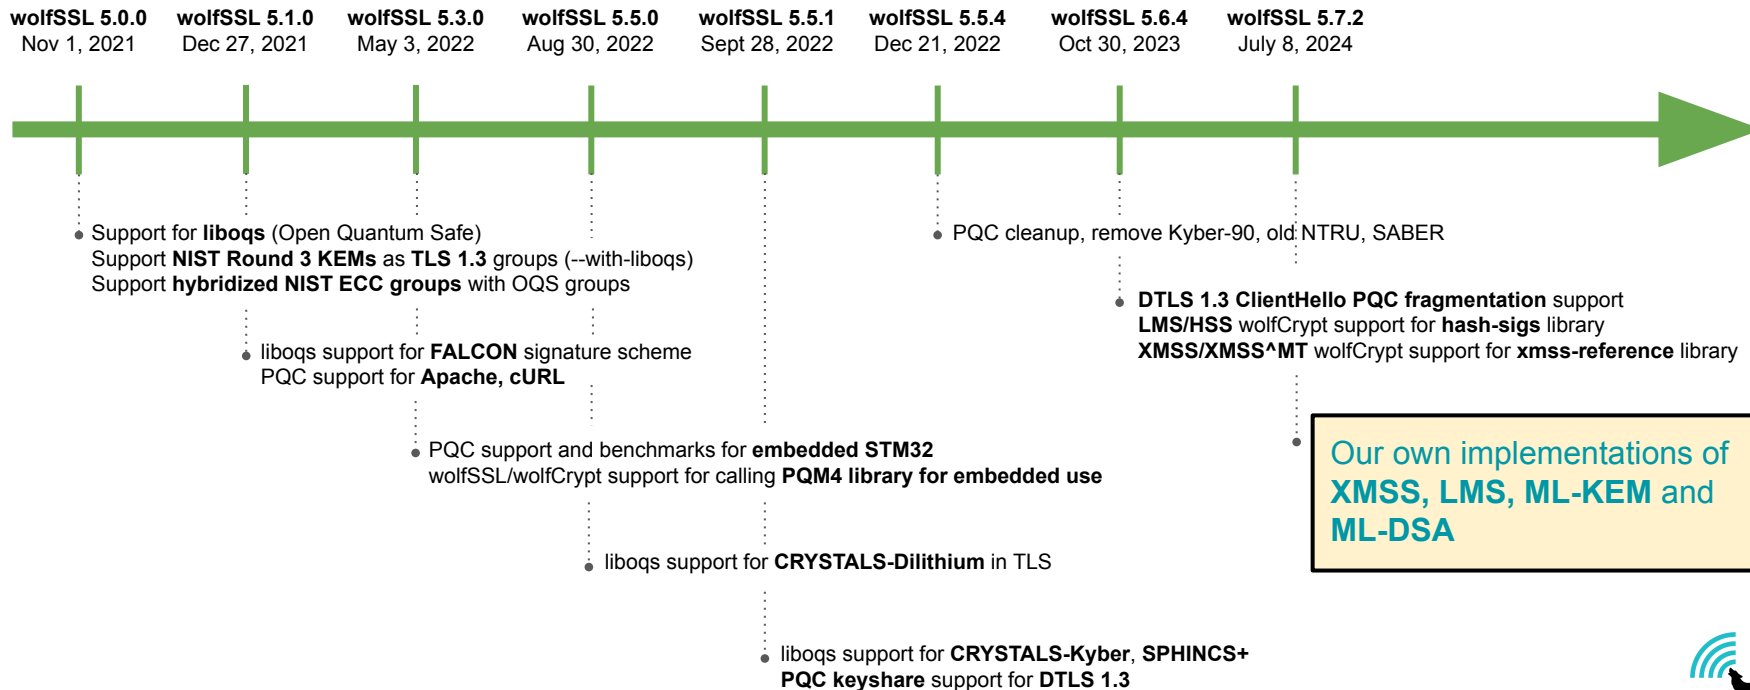 wolfSSL 5.0.0
Nov 1, 2021
wolfSSL 5.1.0
Dec 27, 2021
wolfSSL 5.3.0
May 3, 2022
wolfSSL 5.5.0
Aug 30, 2022
wolfSSL 5.5.1
Sept 28, 2022
wolfSSL 5.5.4
Dec 21, 2022
wolfSSL 5.6.4
Oct 30, 2023
wolfSSL 5.7.2
July 8, 2024
Support for liboqs (Open Quantum Safe)
Support NIST Round 3 KEMs as TLS 1.3 groups (--with-liboqs)
Support hybridized NIST ECC groups with OQS groups
liboqs support for FALCON signature scheme
PQC support for Apache, cURL
PQC support and benchmarks for embedded STM32
wolfSSL/wolfCrypt support for calling PQM4 library for embedded use
liboqs support for CRYSTALS-Dilithium in TLS
liboqs support for CRYSTALS-Kyber, SPHINCS+
PQC keyshare support for DTLS 1.3
PQC cleanup, remove Kyber-90, old NTRU, SABER
DTLS 1.3 ClientHello PQC fragmentation support
LMS/HSS wolfCrypt support for hash-sigs library
XMSS/XMSS^MT wolfCrypt support for xmss-reference library
Our own implementations of
XMSS, LMS, ML-KEM and
ML-DSA